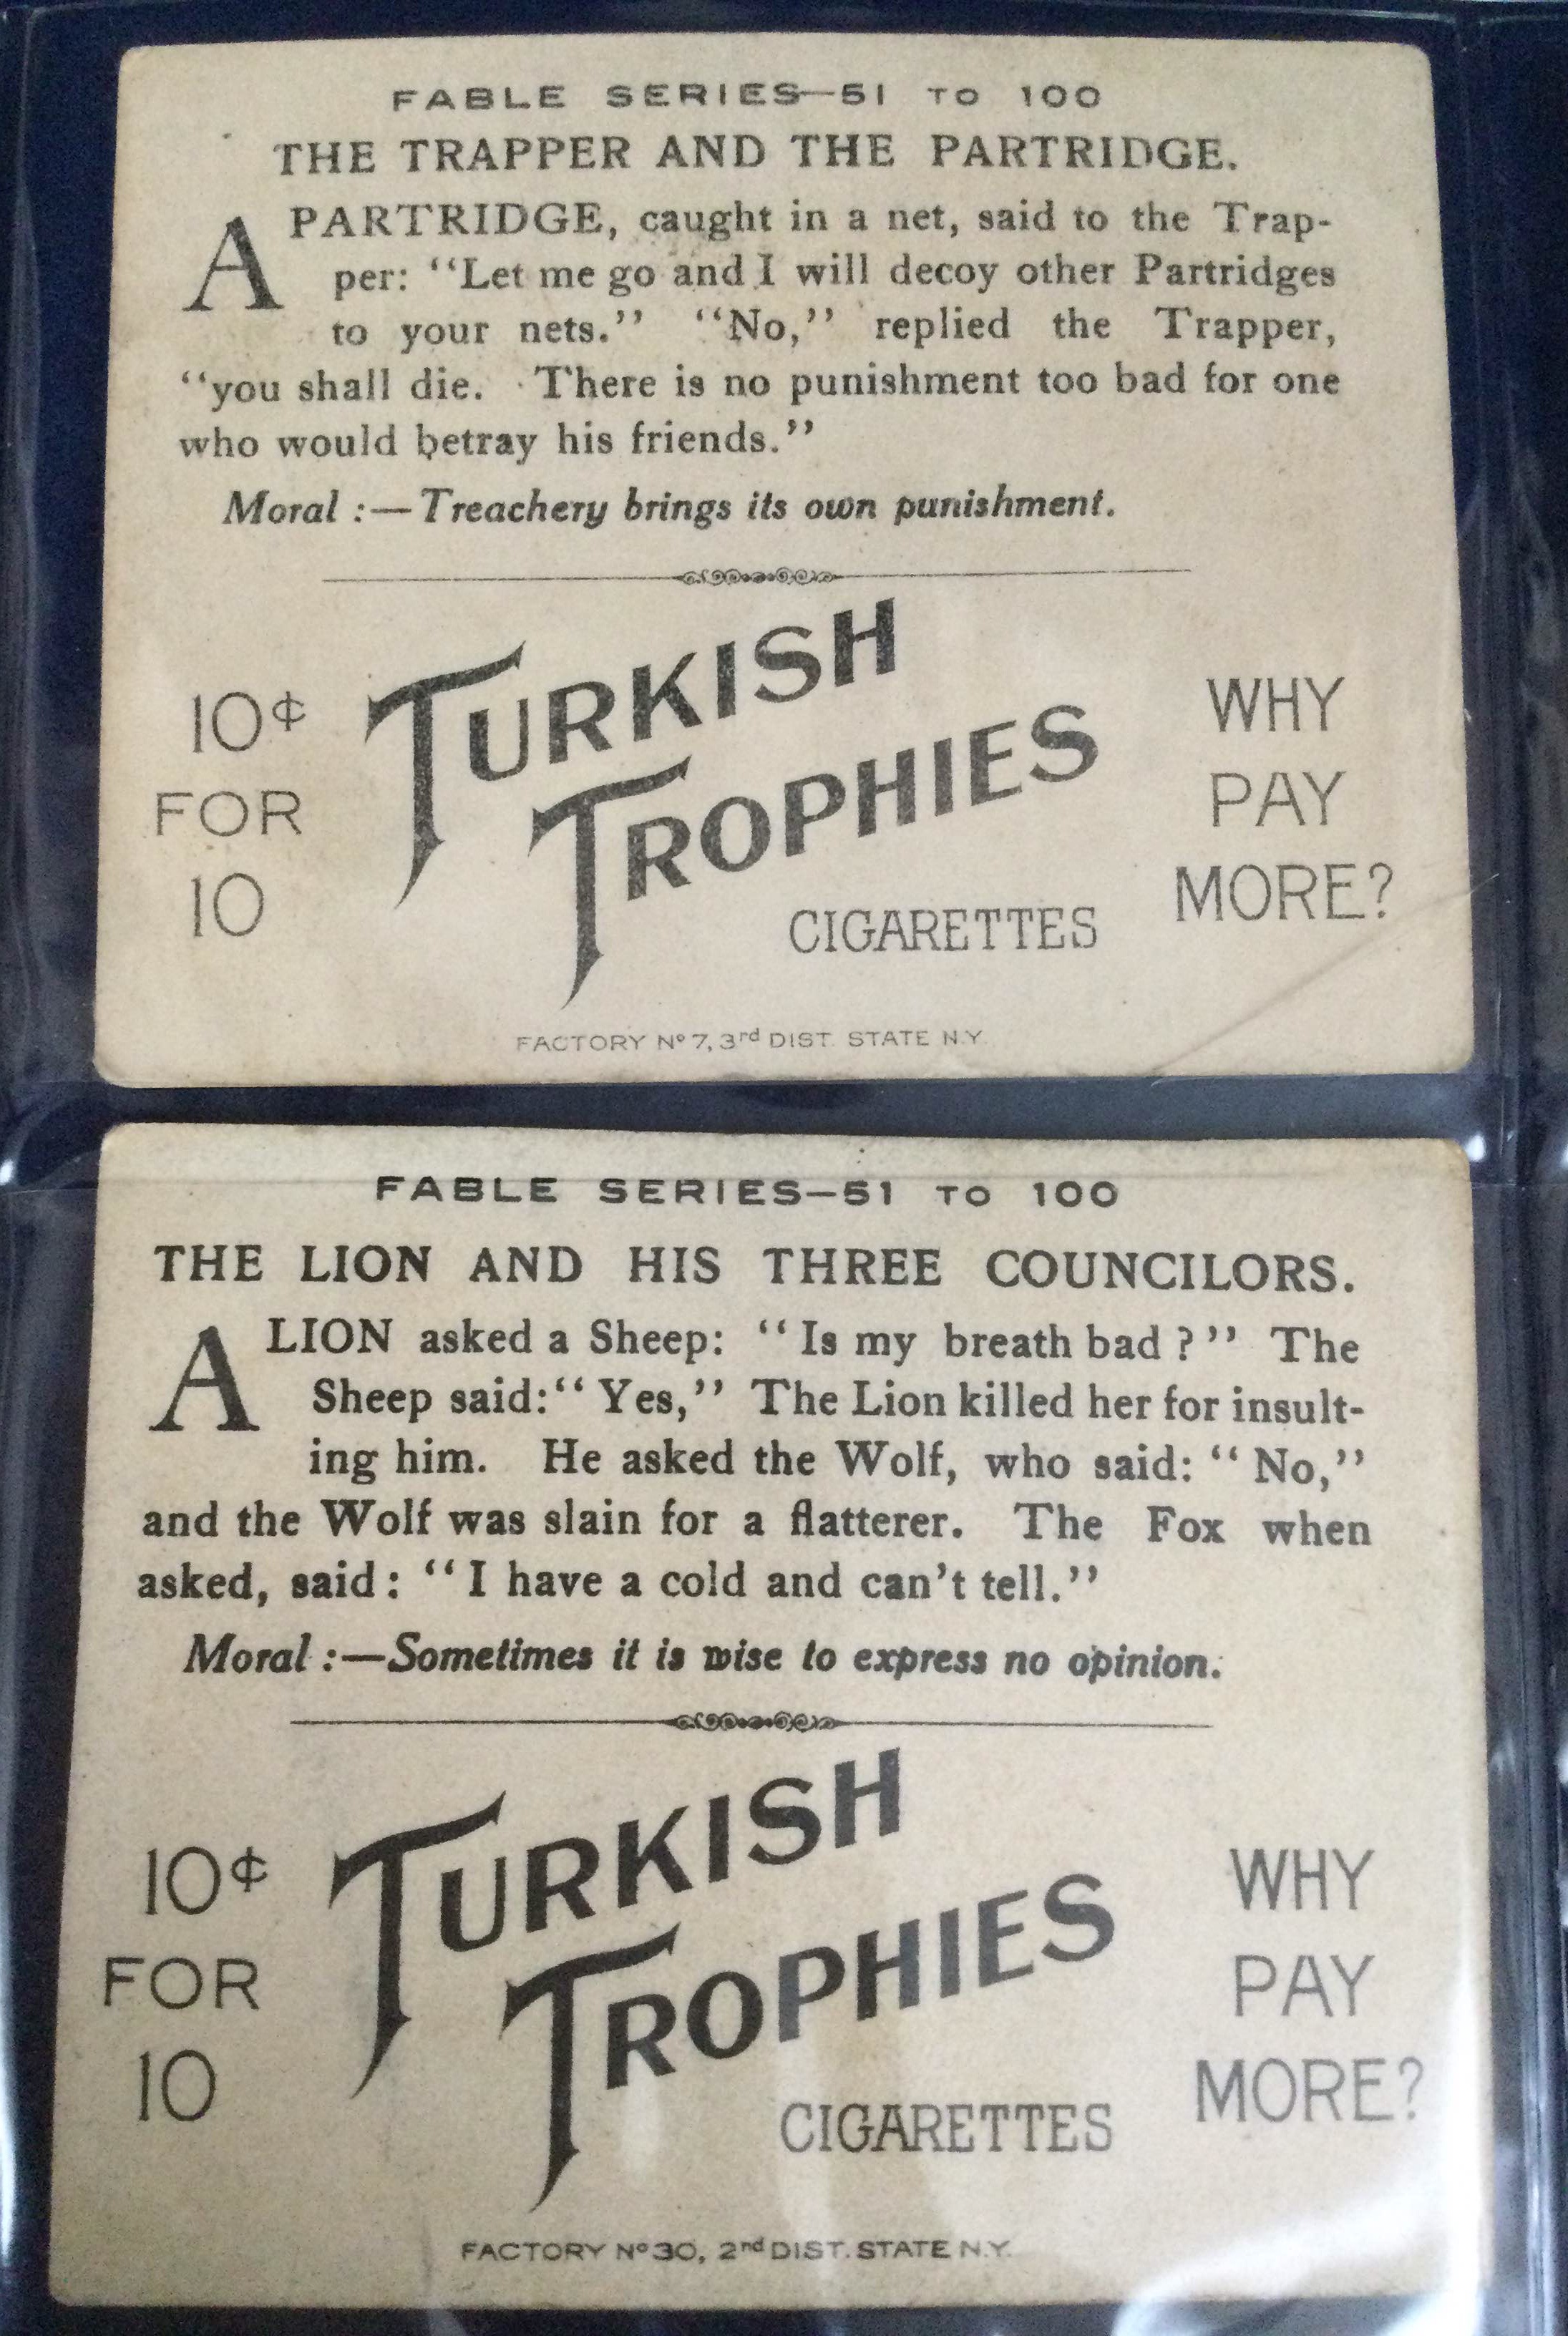 FABLE SERIES—51 TO 100
THE TRAPPER AND THE PARTRIDGE.
A PARTRIDGE, caught in a net, said to the Trap-
per: "Let me go and I will decoy other Partridges
to your nets." "No," replied the Trapper,
"you shall die. There is no punishment too bad for one
who would betray his friends."
Moral :—Treachery brings its own punishment.
10¢
FOR
10
TURKISH
TROPHIES
CIGARETTES
WHY
PAY
MORE?
FACTORY Nº 7, 3rd DIST. STATE N.Y.
FABLE SERIES—51 TO 100
THE LION AND HIS THREE COUNCILORS.
A LION asked a Sheep: "Is my breath bad?" The
Sheep said: "Yes," The Lion killed her for insult-
ing him. He asked the Wolf, who said: "No,"
and the Wolf was slain for a flatterer. The Fox when
asked, said: "I have a cold and can't tell."
Moral :—Sometimes it is wise to express no opinion.
10¢
FOR
10
TURKISH
TROPHIES
CIGARETTES
WHY
PAY
MORE?
FACTORY Nº 30, 2nd DIST. STATE N.Y.